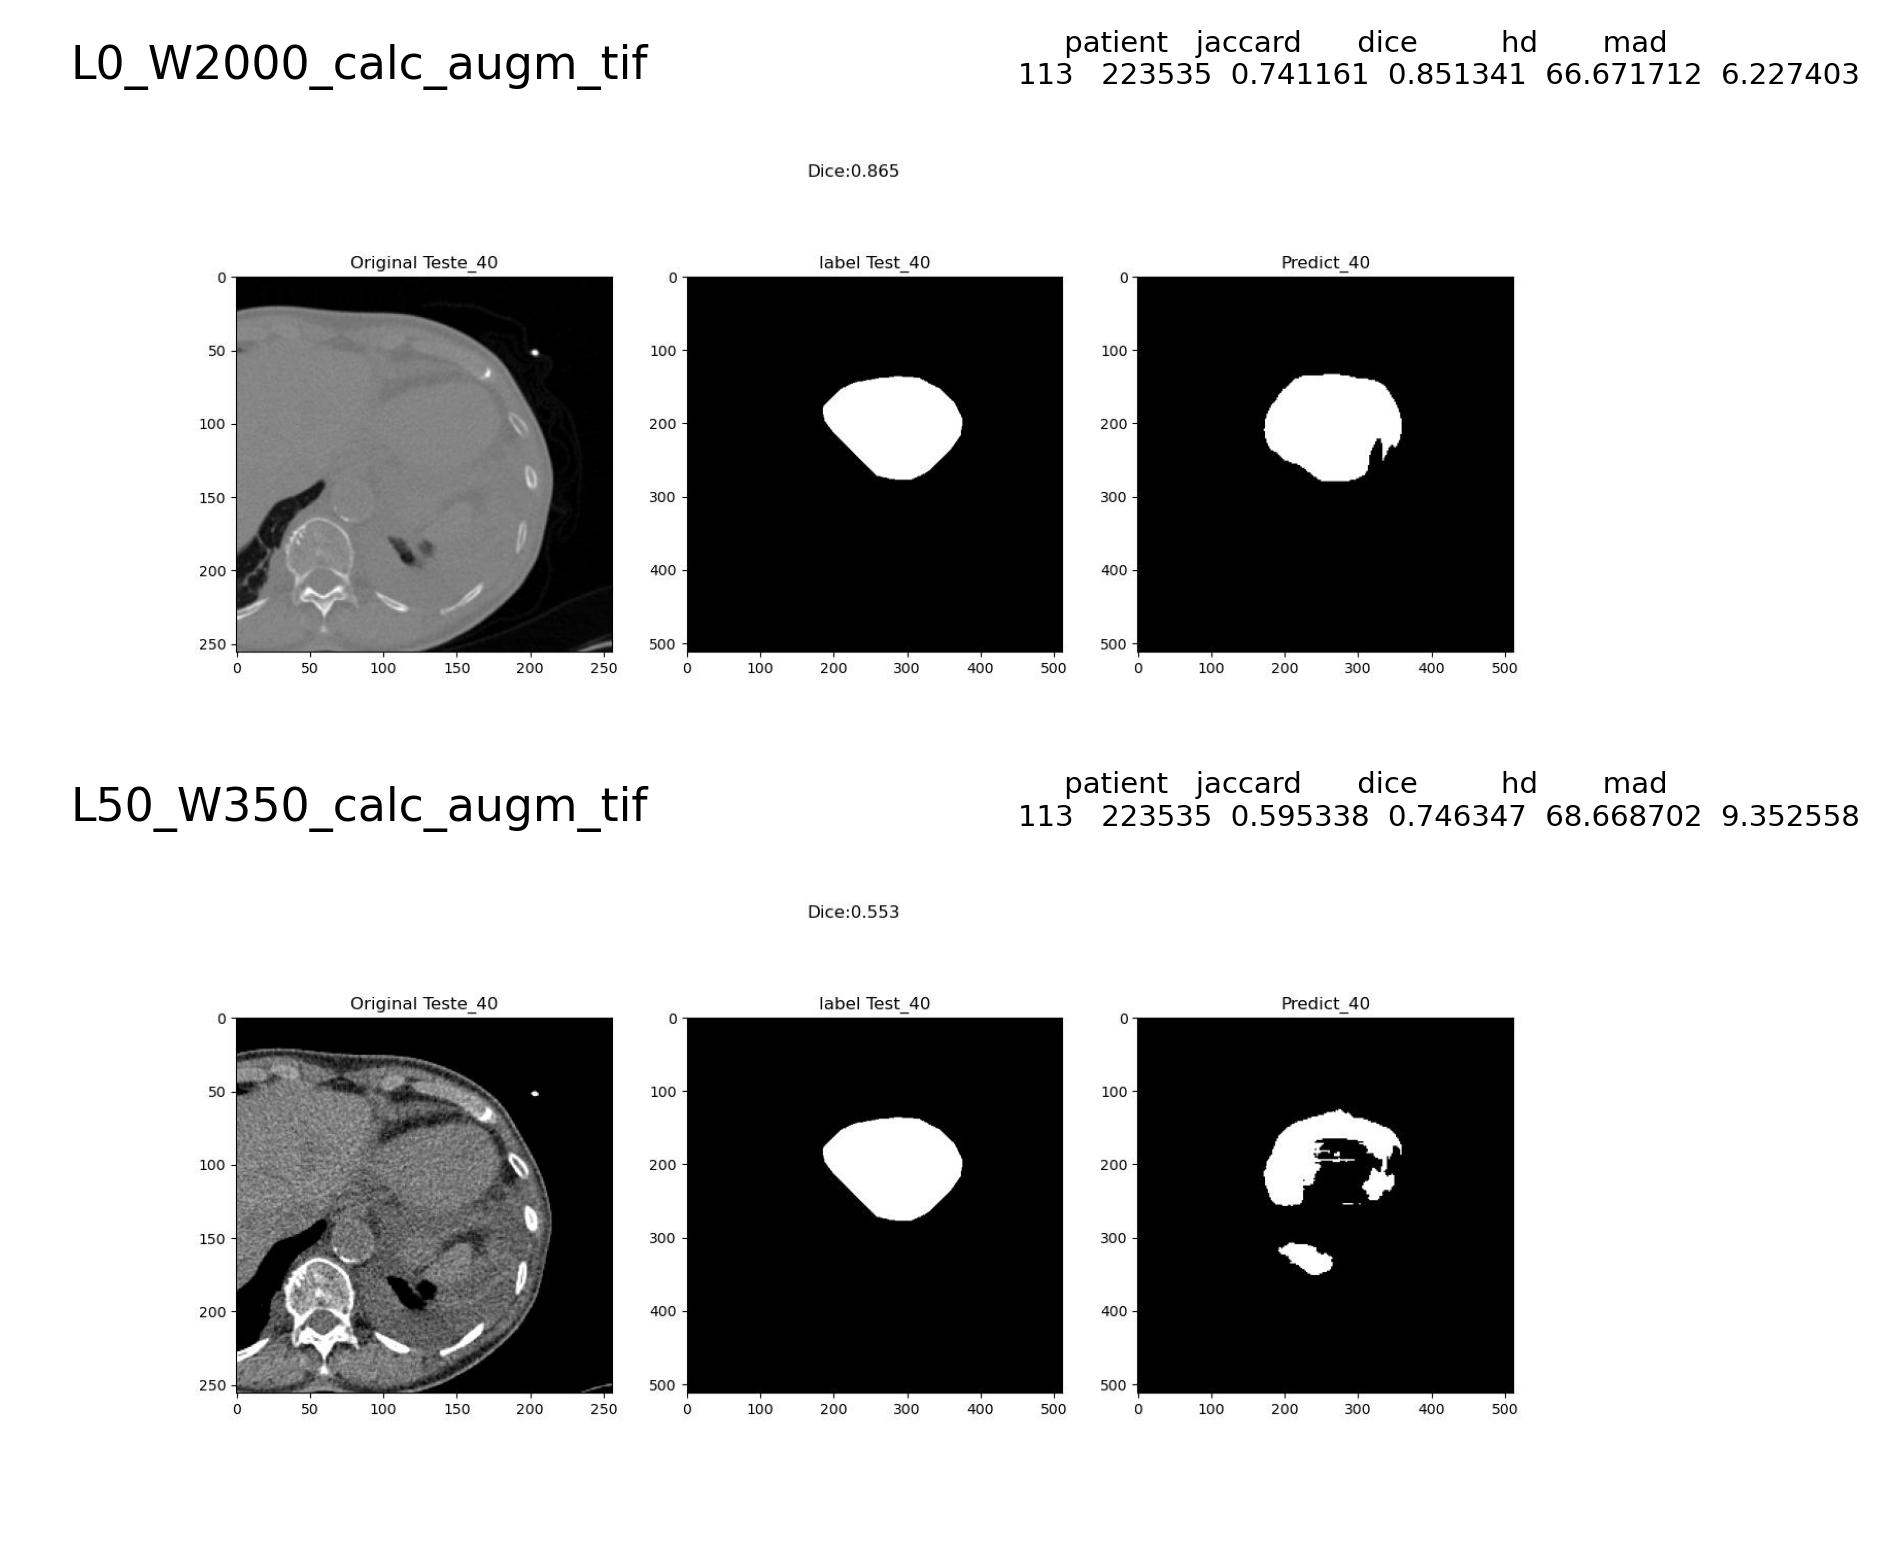 L0_W2000_calc_augm_tif
patient jaccard dice hd mad
113 223535 0.741161 0.851341 66.671712 6.227403
Dice:0.865
Original Teste_40
0
50
100
150
200
250
0 50 100 150 200 250
label Test_40
0
100
200
300
400
500
0 100 200 300 400 500
Predict_40
0
100
200
300
400
500
0 100 200 300 400 500
L50_W350_calc_augm_tif
patient jaccard dice hd mad
113 223535 0.595338 0.746347 68.668702 9.352558
Dice:0.553
Original Teste_40
0
50
100
150
200
250
0 50 100 150 200 250
label Test_40
0
100
200
300
400
500
0 100 200 300 400 500
Predict_40
0
100
200
300
400
500
0 100 200 300 400 500